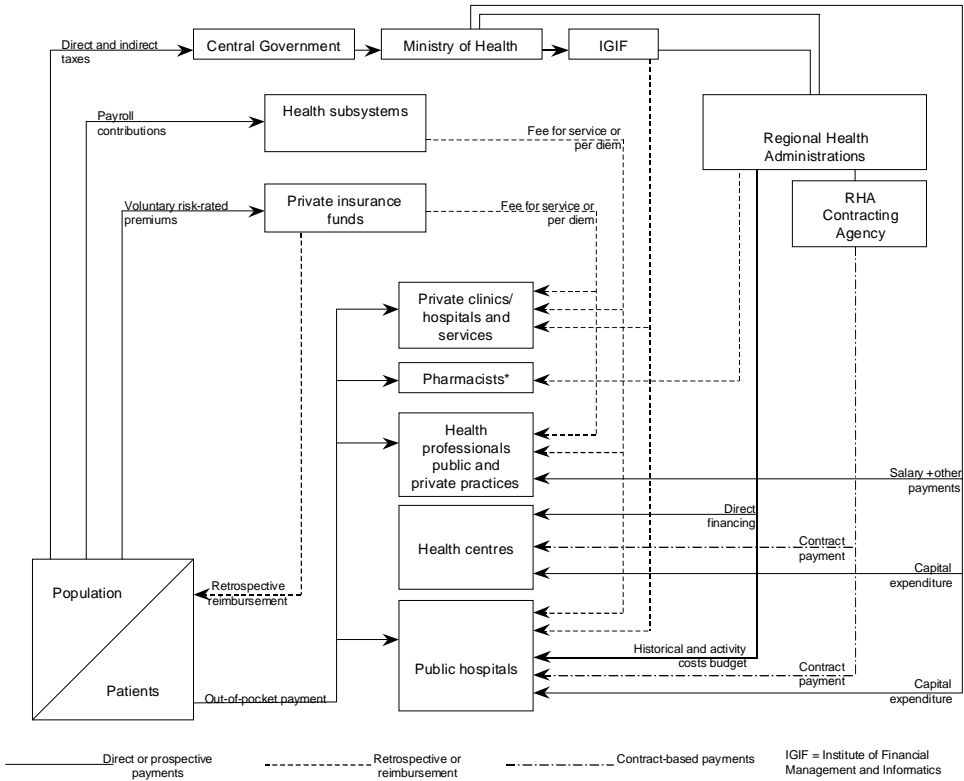 Direct and indirect
taxes
Central Government
Ministry of Health
IGIF
Payroll
contributions
Health subsystems
Fee for service or
per diem
Regional Health
Administrations
Voluntary risk-rated
premiums
Private insurance
funds
Fee for service or
per diem
RHA
Contracting
Agency
Private clinics/
hospitals and
services
Pharmacists*
Health
professionals
public and
private practices
Salary +other
payments
Direct
financing
Health centres
Contract
payment
Capital
expenditure
Population
Retrospective
reimbursement
Patients
Public hospitals
Historical and activity
costs budget
Contract
payment
Capital
expenditure
Out-of-pocket payment
Direct or prospective
payments
Retrospective or
reimbursement
Contract-based payments
IGIF = Institute of Financial
Management and Informatics